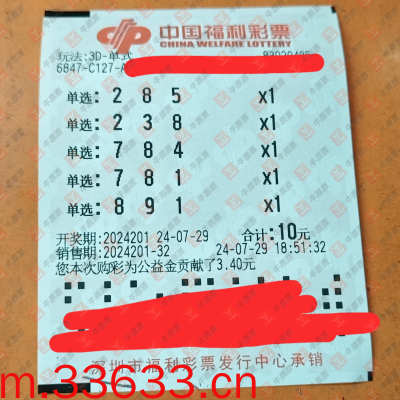 中国福利彩票
CHINA WELFARE LOTTERY
玩法:3D-单式
6847-C127-A
单选: 2 8 5 x1
单选: 2 3 8 x1
单选: 7 8 4 x1
单选: 7 8 1 x1
单选: 8 9 1 x1
开奖期:2024201 24-07-29 合计:10元
销售期:2024201-32 24-07-29 18:51:32
您本次购彩为公益金贡献了3.40元
深圳市福利彩票发行中心承销
m.33633.cn